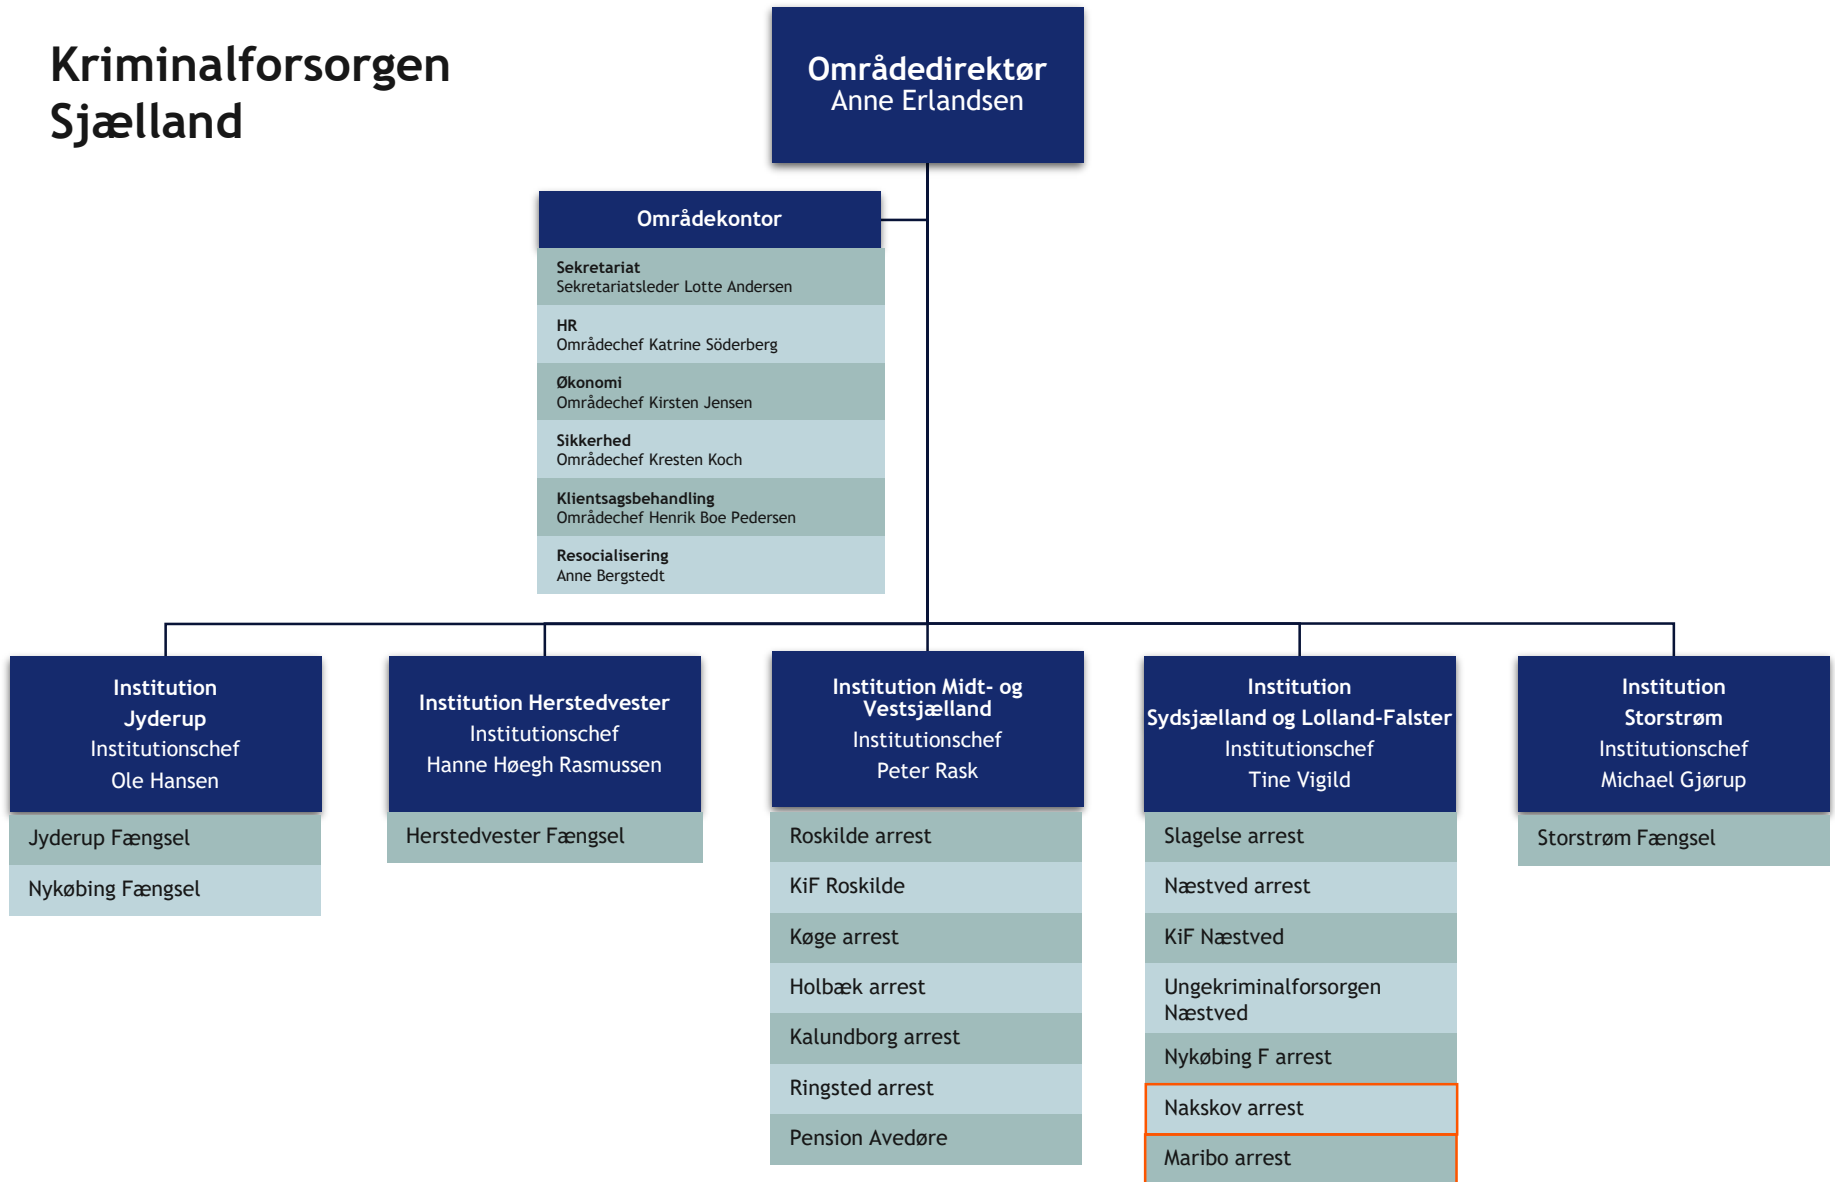 Kriminalforsorgen
Sjælland
Områdedirektør
Anne Erlandsen
Områdekontor
Sekretariat
Sekretariatsleder Lotte Andersen
HR
Områdechef Katrine Söderberg
Økonomi
Områdechef Kirsten Jensen
Sikkerhed
Områdechef Kresten Koch
Klientsagsbehandling
Områdechef Henrik Boe Pedersen
Resocialisering
Anne Bergstedt
Institution
Jyderup
Institutionschef
Ole Hansen
Jyderup Fængsel
Nykøbing Fængsel
Institution Herstedvester
Institutionschef
Hanne Høegh Rasmussen
Herstedvester Fængsel
Institution Midt- og
Vestsjælland
Institutionschef
Peter Rask
Roskilde arrest
KiF Roskilde
Køge arrest
Holbæk arrest
Kalundborg arrest
Ringsted arrest
Pension Avedøre
Institution
Sydsjælland og Lolland-Falster
Institutionschef
Tine Vigild
Slagelse arrest
Næstved arrest
KiF Næstved
Ungekriminalforsorgen
Næstved
Nykøbing F arrest
Nakskov arrest
Maribo arrest
Institution
Storstrøm
Institutionschef
Michael Gjørup
Storstrøm Fængsel